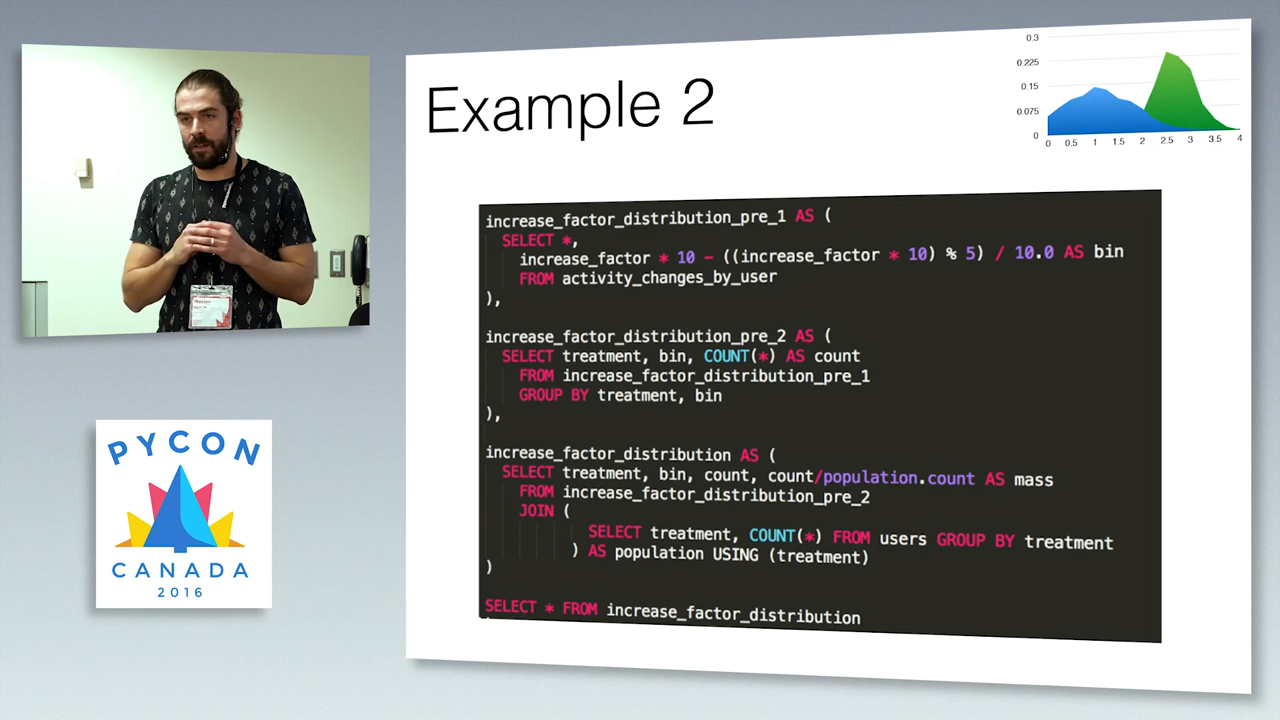 Example 2
0.3
0.225
0.15
0.075
0
0 0.5 1 1.5 2 2.5 3 3.5 4
increase_factor_distribution_pre_1 AS (
SELECT *,
increase_factor * 10 - ((increase_factor * 10) % 5) / 10.0 AS bin
FROM activity_changes_by_user
),
increase_factor_distribution_pre_2 AS (
SELECT treatment, bin, COUNT(*) AS count
FROM increase_factor_distribution_pre_1
GROUP BY treatment, bin
),
increase_factor_distribution AS (
SELECT treatment, bin, count, count/population.count AS mass
FROM increase_factor_distribution_pre_2
JOIN (
SELECT treatment, COUNT(*) FROM users GROUP BY treatment
) AS population USING (treatment)
)
SELECT * FROM increase_factor_distribution
PYCON
CANADA
2016